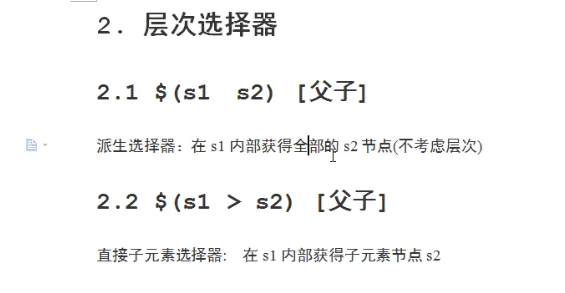 2. 层次选择器
2.1 $(s1 s2) [父子]
派生选择器：在 s1 内部获得全部的 s2 节点(不考虑层次)
2.2 $(s1 > s2) [父子]
直接子元素选择器: 在 s1 内部获得子元素节点 s2